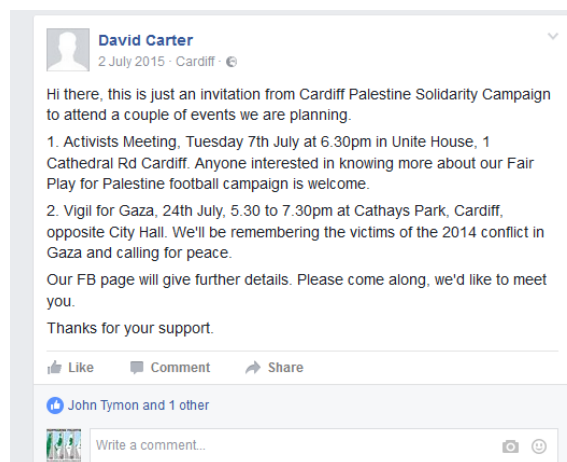 David Carter
2 July 2015 · Cardiff ·
Hi there, this is just an invitation from Cardiff Palestine Solidarity Campaign
to attend a couple of events we are planning.
1. Activists Meeting, Tuesday 7th July at 6.30pm in Unite House, 1
Cathedral Rd Cardiff. Anyone interested in knowing more about our Fair
Play for Palestine football campaign is welcome.
2. Vigil for Gaza, 24th July, 5.30 to 7.30pm at Cathays Park, Cardiff,
opposite City Hall. We'll be remembering the victims of the 2014 conflict in
Gaza and calling for peace.
Our FB page will give further details. Please come along, we'd like to meet
you.
Thanks for your support.
Like Comment Share
John Tymon and 1 other
Write a comment...